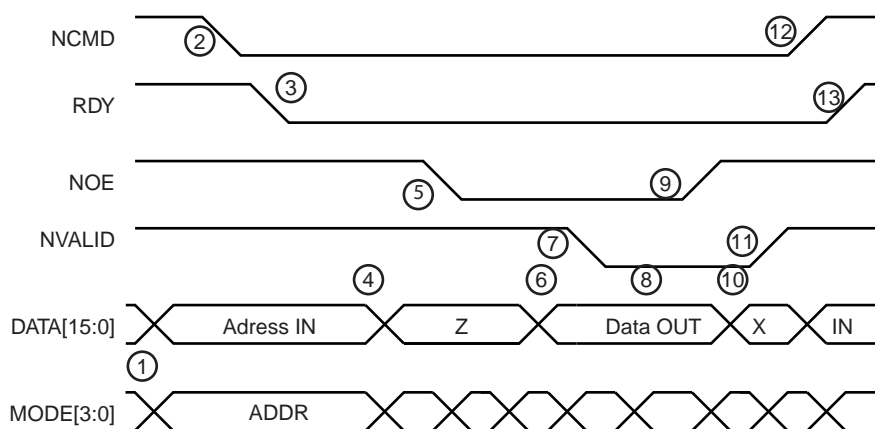 NCMD
② ⑫
RDY
③ ⑬
NOE
⑤ ⑨
NVALID
⑦ ⑪
④ ⑥ ⑧ ⑩
DATA[15:0] Adress IN Z Data OUT X IN
①
MODE[3:0] ADDR